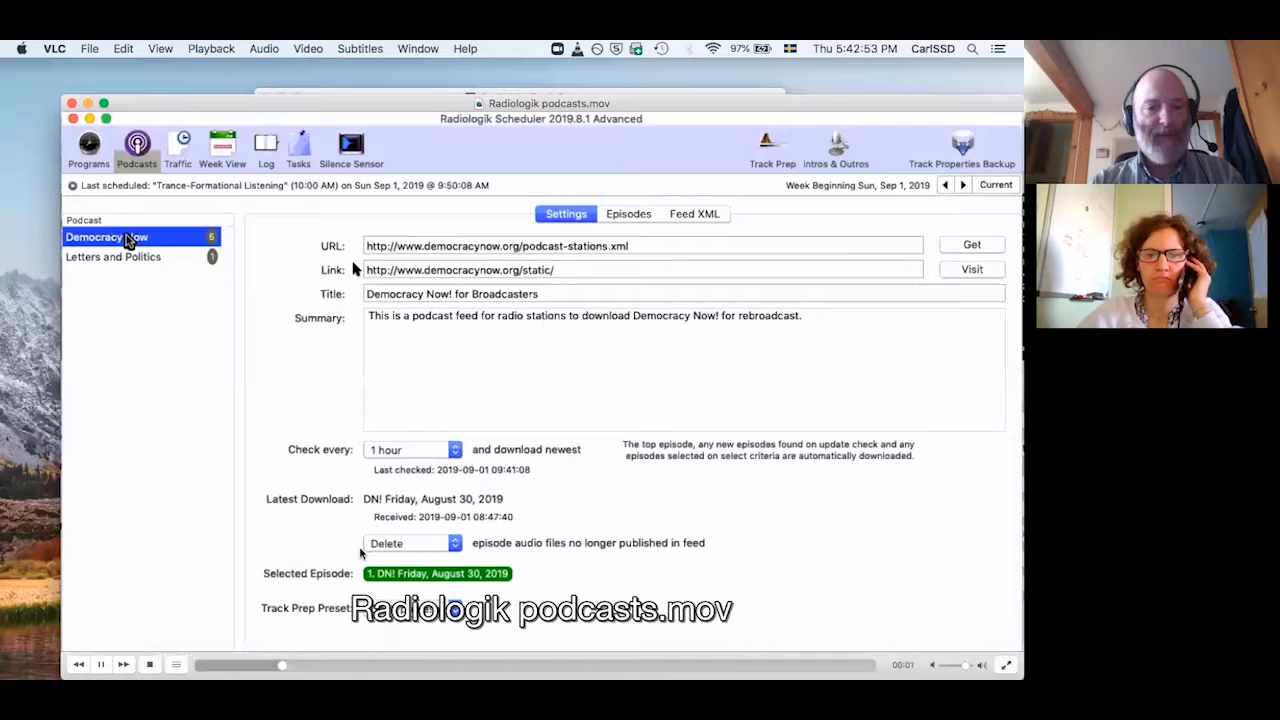 VLC File Edit View Playback Audio Video Subtitles Window Help 97% Thu 5:42:53 PM CarlSSD
Radiologik podcasts.mov
Radiologik Scheduler 2019.8.1 Advanced
Programs Podcasts Traffic Week View Log Tasks Silence Sensor Track Prep Intros & Outros Track Properties Backup
Last scheduled: "Trance-Formational Listening" (10:00 AM) on Sun Sep 1, 2019 @ 9:50:08 AM Week Beginning Sun, Sep 1, 2019 Current
Podcast
Settings Episodes Feed XML
Democracy Now 6
Letters and Politics 1
URL: http://www.democracynow.org/podcast-stations.xml Get
Link: http://www.democracynow.org/static/ Visit
Title: Democracy Now! for Broadcasters
Summary: This is a podcast feed for radio stations to download Democracy Now! for rebroadcast.
Check every: 1 hour and download newest
The top episode, any new episodes found on update check and any
episodes selected on select criteria are automatically downloaded.
Last checked: 2019-09-01 09:41:08
Latest Download: DN! Friday, August 30, 2019
Received: 2019-09-01 08:47:40
Delete episode audio files no longer published in feed
Selected Episode: 1. DN! Friday, August 30, 2019
Track Prep Preset:
Radiologik podcasts.mov
00:01